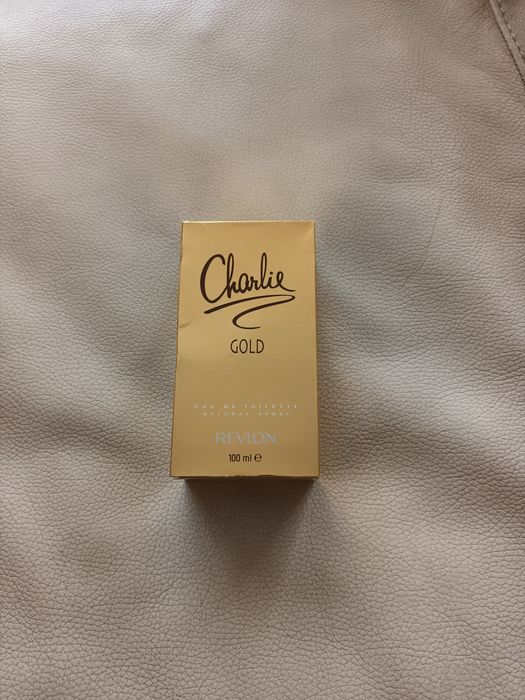 Charlie
GOLD
EAU DE TOILETTE
NATURAL SPRAY
REVLON
100 ml ℮